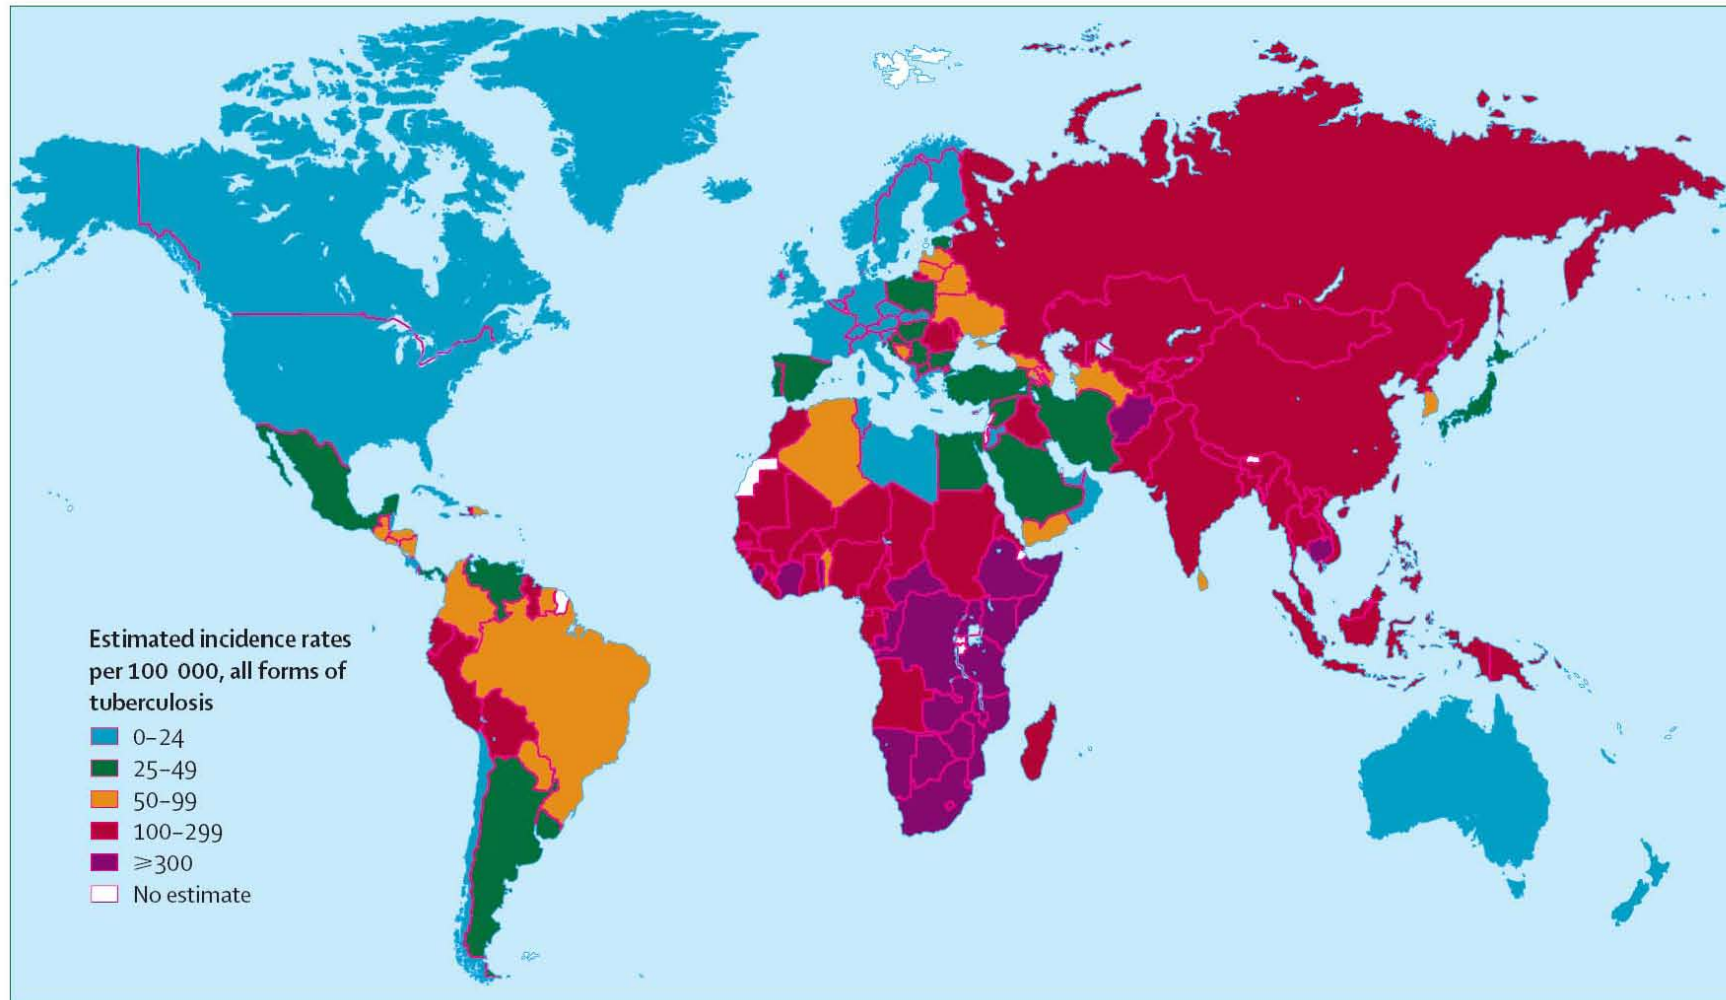 Estimated incidence rates
per 100 000, all forms of
tuberculosis
0–24
25–49
50–99
100–299
⩾300
No estimate